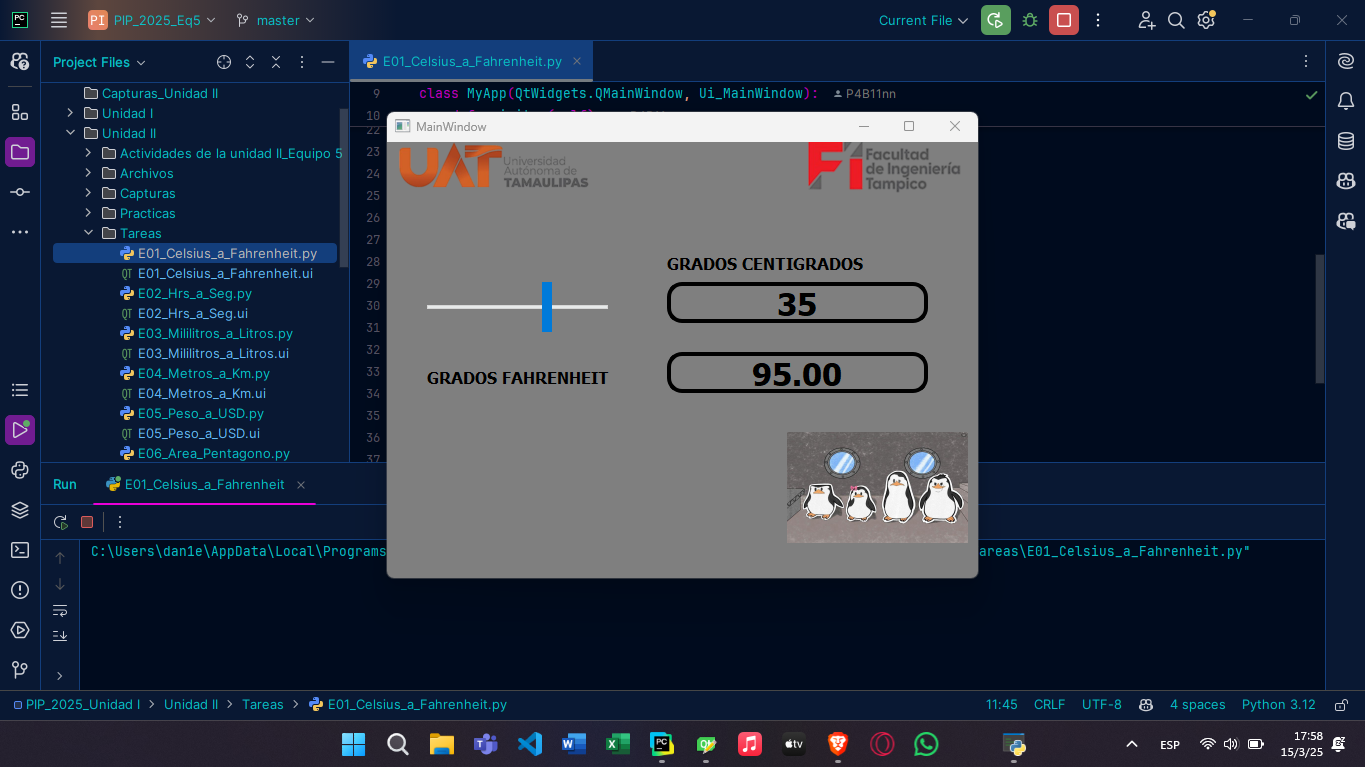 PC
PI PIP_2025_Eq5
master
Current File
Project Files
E01_Celsius_a_Fahrenheit.py
Capturas_Unidad II
Unidad I
Unidad II
Actividades de la unidad II_Equipo 5
Archivos
Capturas
Practicas
Tareas
E01_Celsius_a_Fahrenheit.py
QT E01_Celsius_a_Fahrenheit.ui
E02_Hrs_a_Seg.py
QT E02_Hrs_a_Seg.ui
E03_Mililitros_a_Litros.py
QT E03_Mililitros_a_Litros.ui
E04_Metros_a_Km.py
QT E04_Metros_a_Km.ui
E05_Peso_a_USD.py
QT E05_Peso_a_USD.ui
E06_Area_Pentagono.py
9 class MyApp(QtWidgets.QMainWindow, Ui_MainWindow): P4B11nn
10
22
23
24
25
26
27
28
29
30
31
32
33
34
35
36
37
MainWindow
UAT Universidad
Autónoma de
TAMAULIPAS
FI Facultad
de Ingeniería
Tampico
GRADOS CENTIGRADOS
35
GRADOS FAHRENHEIT
95.00
Run
E01_Celsius_a_Fahrenheit
C:\Users\dan1e\AppData\Local\Programs
areas\E01_Celsius_a_Fahrenheit.py"
PIP_2025_Unidad I > Unidad II > Tareas > E01_Celsius_a_Fahrenheit.py
11:45 CRLF UTF-8 4 spaces Python 3.12
ESP
17:58
15/3/25